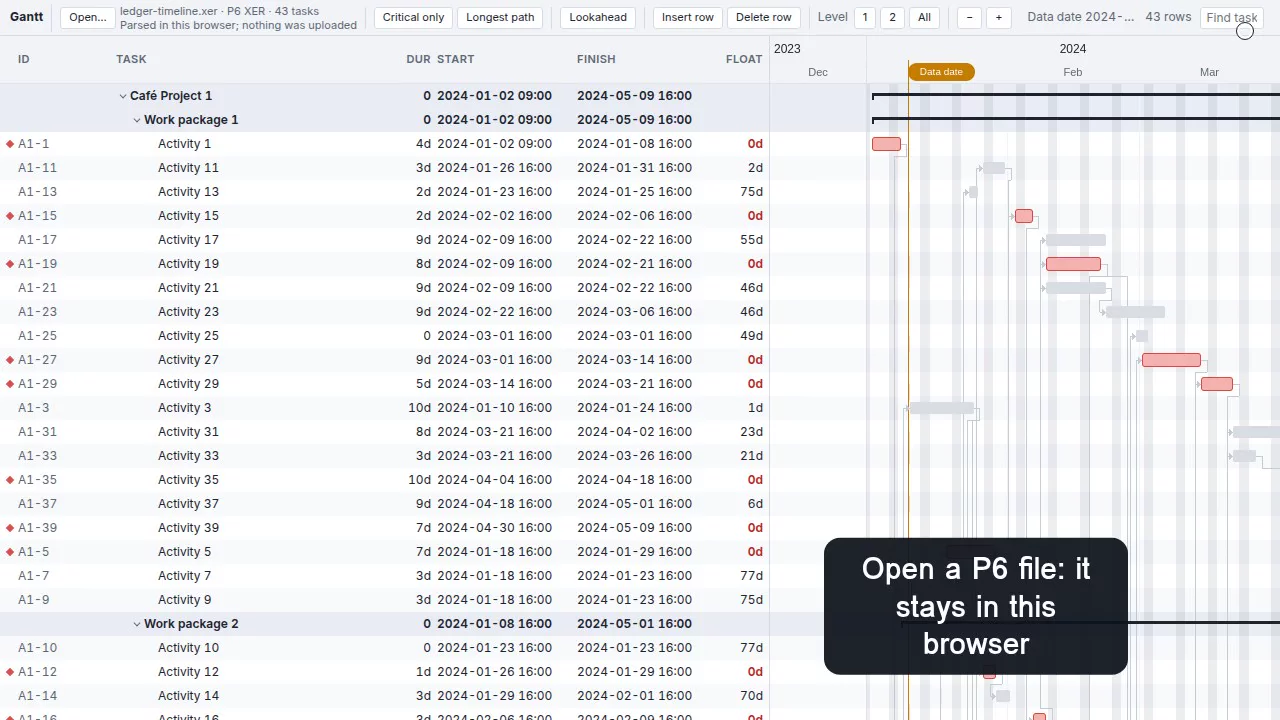 Gantt Open... ledger-timeline.xer · P6 XER · 43 tasks Critical only Longest path Lookahead Insert row Delete row Level 1 2 All − + Data date 2024-... 43 rows Find task
Parsed in this browser; nothing was uploaded
ID TASK DUR START FINISH FLOAT 2023 2024
Dec Data date Feb Mar
Café Project 1 0 2024-01-02 09:00 2024-05-09 16:00
Work package 1 0 2024-01-02 09:00 2024-05-09 16:00
A1-1 Activity 1 4d 2024-01-02 09:00 2024-01-08 16:00 0d
A1-11 Activity 11 3d 2024-01-26 16:00 2024-01-31 16:00 2d
A1-13 Activity 13 2d 2024-01-23 16:00 2024-01-25 16:00 75d
A1-15 Activity 15 2d 2024-02-02 16:00 2024-02-06 16:00 0d
A1-17 Activity 17 9d 2024-02-09 16:00 2024-02-22 16:00 55d
A1-19 Activity 19 8d 2024-02-09 16:00 2024-02-21 16:00 0d
A1-21 Activity 21 9d 2024-02-09 16:00 2024-02-22 16:00 46d
A1-23 Activity 23 9d 2024-02-22 16:00 2024-03-06 16:00 46d
A1-25 Activity 25 0 2024-03-01 16:00 2024-03-01 16:00 49d
A1-27 Activity 27 9d 2024-03-01 16:00 2024-03-14 16:00 0d
A1-29 Activity 29 5d 2024-03-14 16:00 2024-03-21 16:00 0d
A1-3 Activity 3 10d 2024-01-10 16:00 2024-01-24 16:00 1d
A1-31 Activity 31 8d 2024-03-21 16:00 2024-04-02 16:00 23d
A1-33 Activity 33 3d 2024-03-21 16:00 2024-03-26 16:00 21d
A1-35 Activity 35 10d 2024-04-04 16:00 2024-04-18 16:00 0d
A1-37 Activity 37 9d 2024-04-18 16:00 2024-05-01 16:00 6d
A1-39 Activity 39 7d 2024-04-30 16:00 2024-05-09 16:00 0d
A1-5 Activity 5 7d 2024-01-18 16:00 2024-01-29 16:00 0d
A1-7 Activity 7 3d 2024-01-18 16:00 2024-01-23 16:00 77d
A1-9 Activity 9 3d 2024-01-18 16:00 2024-01-23 16:00 75d
Work package 2 0 2024-01-08 16:00 2024-05-01 16:00
A1-10 Activity 10 0 2024-01-23 16:00 2024-01-23 16:00 77d
A1-12 Activity 12 1d 2024-01-26 16:00 2024-01-29 16:00 0d
A1-14 Activity 14 3d 2024-01-29 16:00 2024-02-01 16:00 70d
A1-16 Activity 16 3d 2024-02-06 16:00 2024-02-09 16:00 0d
Open a P6 file: it
stays in this
browser